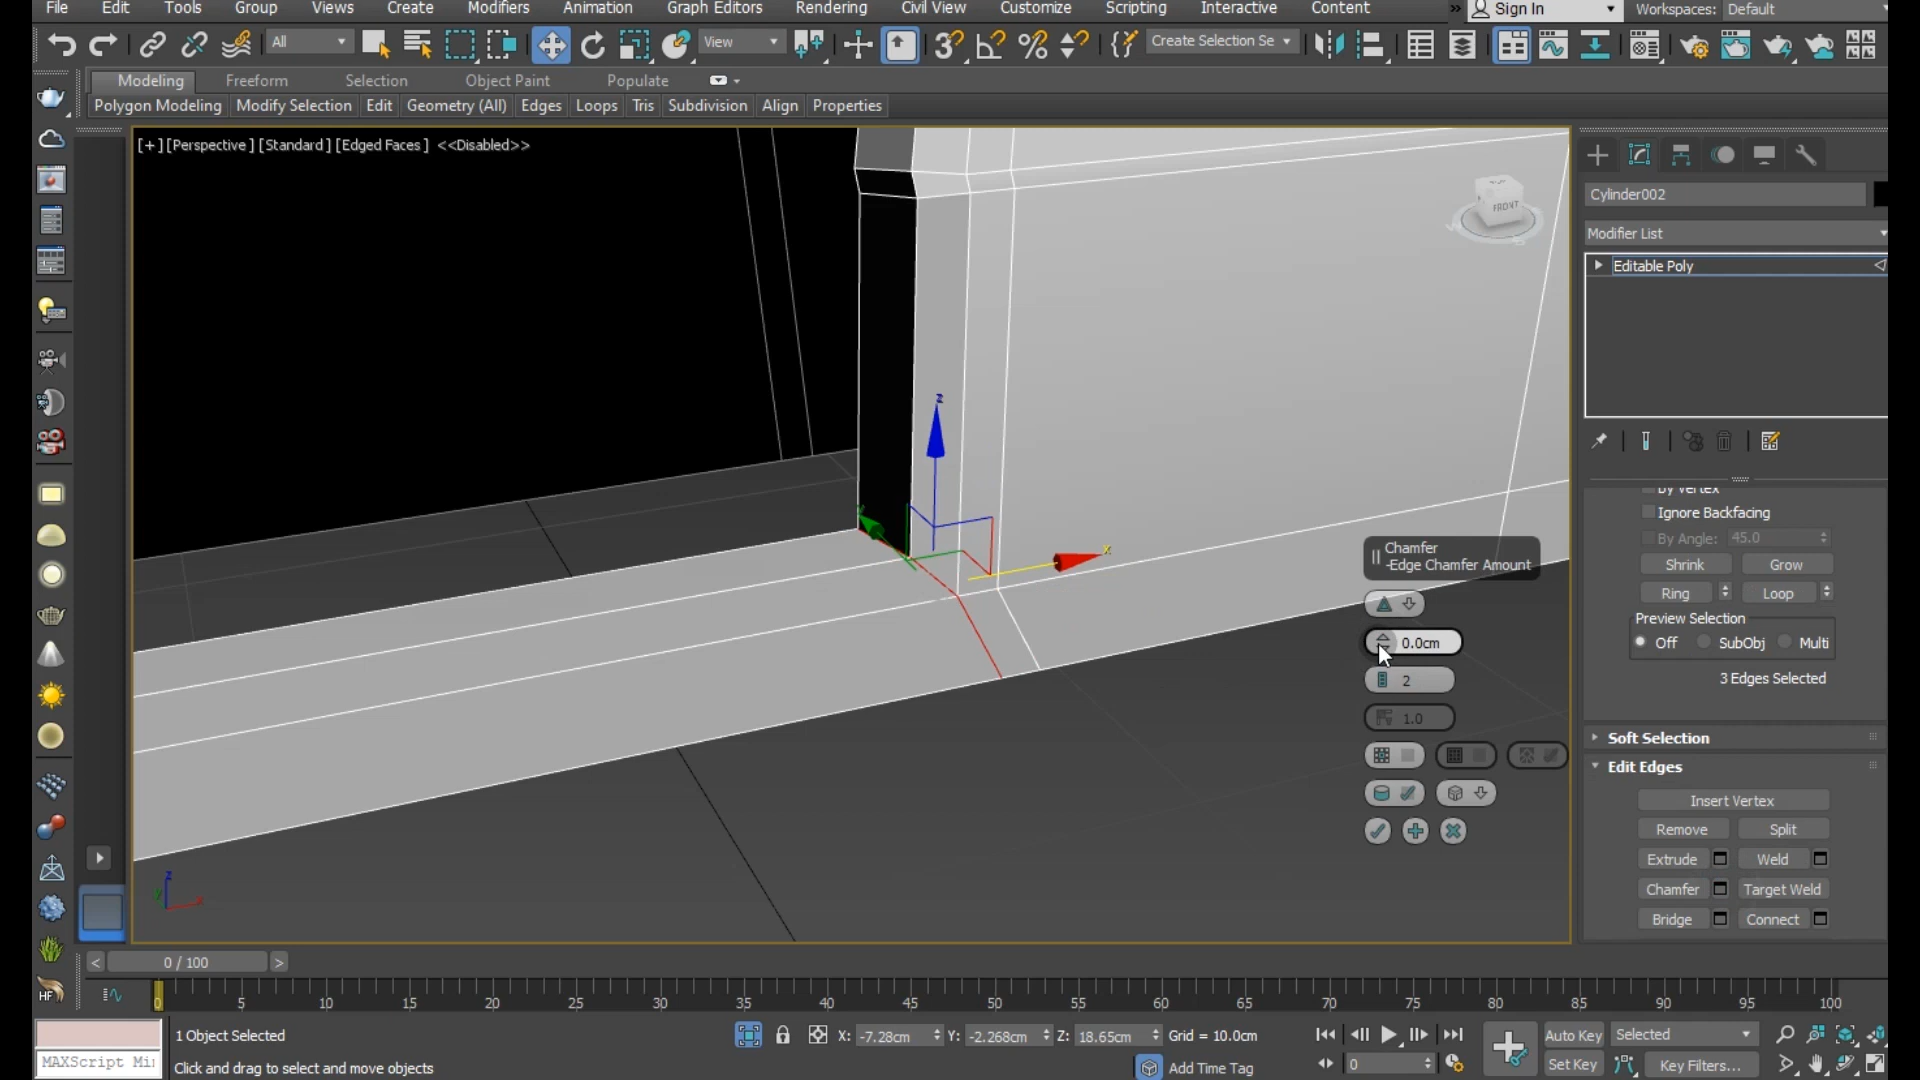 File Edit Tools Group Views Create Modifiers Animation Graph Editors Rendering Civil View Customize Scripting Interactive Content » Sign In Workspaces: Default
All View 3 Create Selection Se
Modeling Freeform Selection Object Paint Populate
Polygon Modeling Modify Selection Edit Geometry (All) Edges Loops Tris Subdivision Align Properties
[+] [Perspective ] [Standard ] [Edged Faces ] <<Disabled>>
FRONT
Cylinder002
Modifier List
Editable Poly
z
x
Chamfer
-Edge Chamfer Amount
0.0cm
2
1.0
By Vertex
Ignore Backfacing
By Angle: 45.0
Shrink Grow
Ring Loop
Preview Selection
Off SubObj Multi
3 Edges Selected
Soft Selection
Edit Edges
Insert Vertex
Remove Split
Extrude Weld
Chamfer Target Weld
Bridge Connect
z
HF
< 0 / 100 >
0 5 10 15 20 25 30 35 40 45 50 55 60 65 70 75 80 85 90 95 100
1 Object Selected X: -7.28cm Y: -2.268cm Z: 18.65cm Grid = 10.0cm Auto Key Selected
MAXScript Mi Click and drag to select and move objects Add Time Tag 0 Set Key Key Filters...